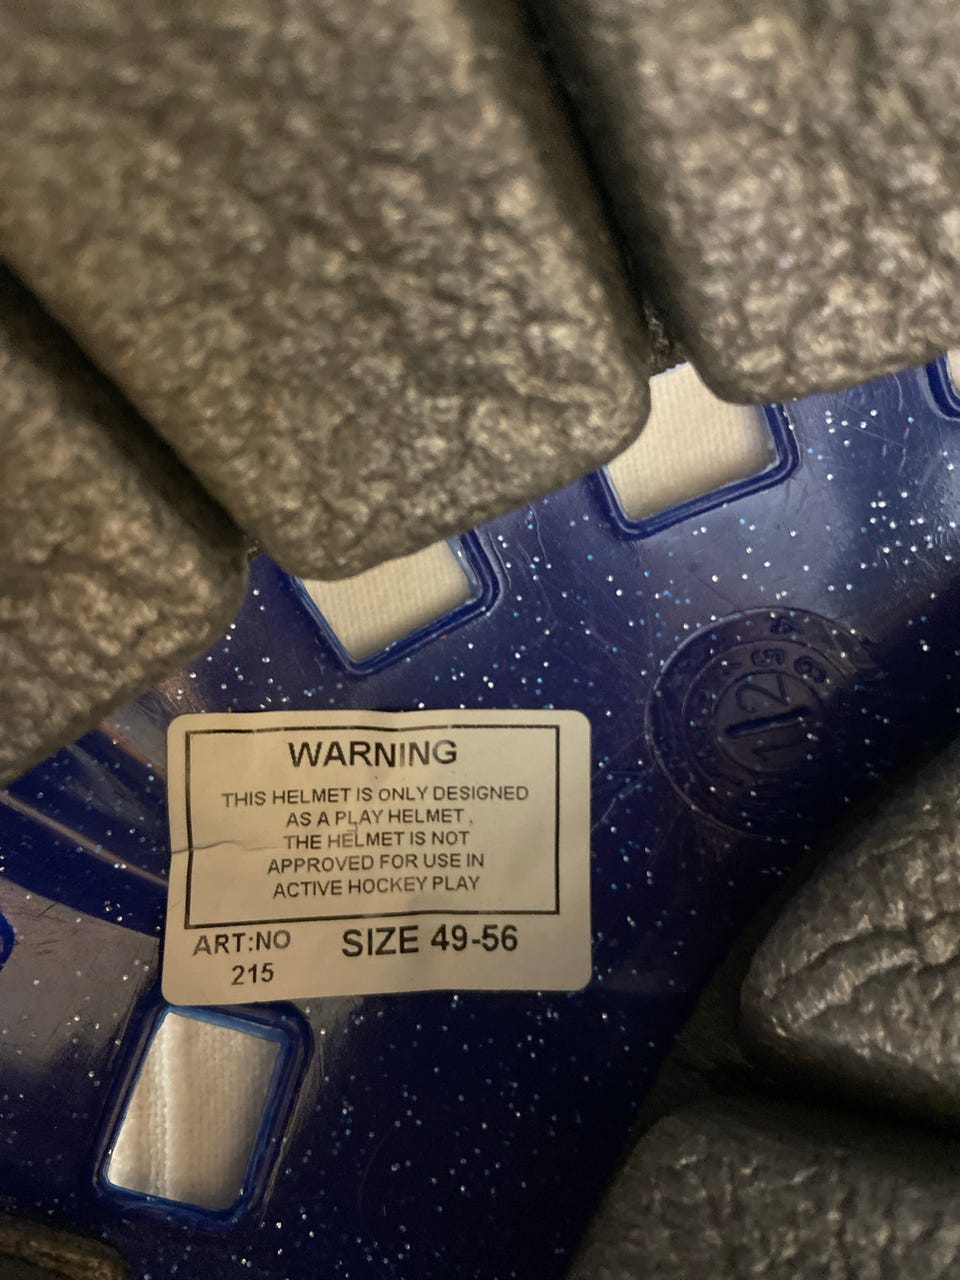 WARNING
THIS HELMET IS ONLY DESIGNED
AS A PLAY HELMET.
THE HELMET IS NOT
APPROVED FOR USE IN
ACTIVE HOCKEY PLAY
ART:NO
215
SIZE 49-56